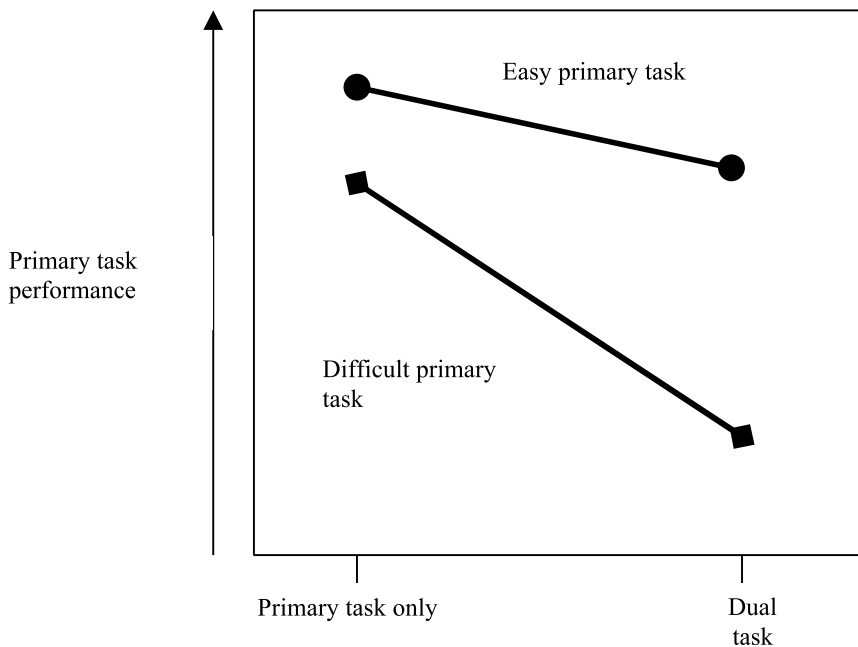 Easy primary task
Primary task
performance
Difficult primary
task
Primary task only
Dual
task